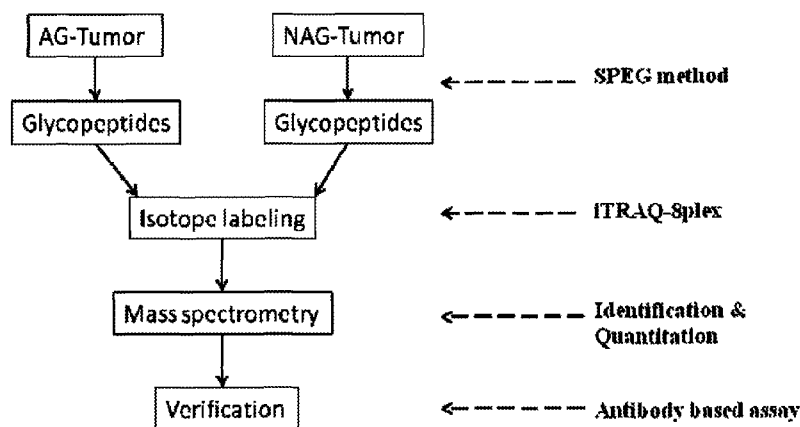 AG-Tumor
NAG-Tumor
SPEG method
Glycopeptides
Glycopeptides
Isotope labeling
iTRAQ-8plex
Mass spectrometry
Identification &
Quantitation
Verification
Antibody based assay